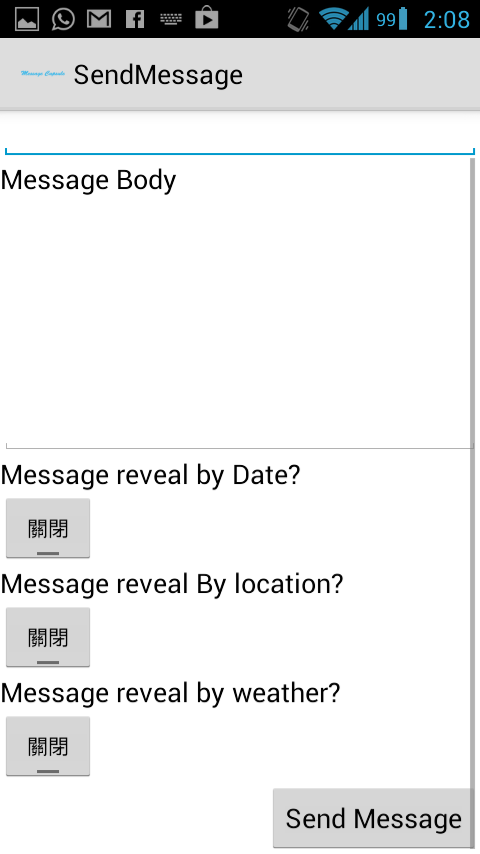 99 2:08
Message Capsule SendMessage
Message Body
Message reveal by Date?
關閉
Message reveal By location?
關閉
Message reveal by weather?
關閉
Send Message